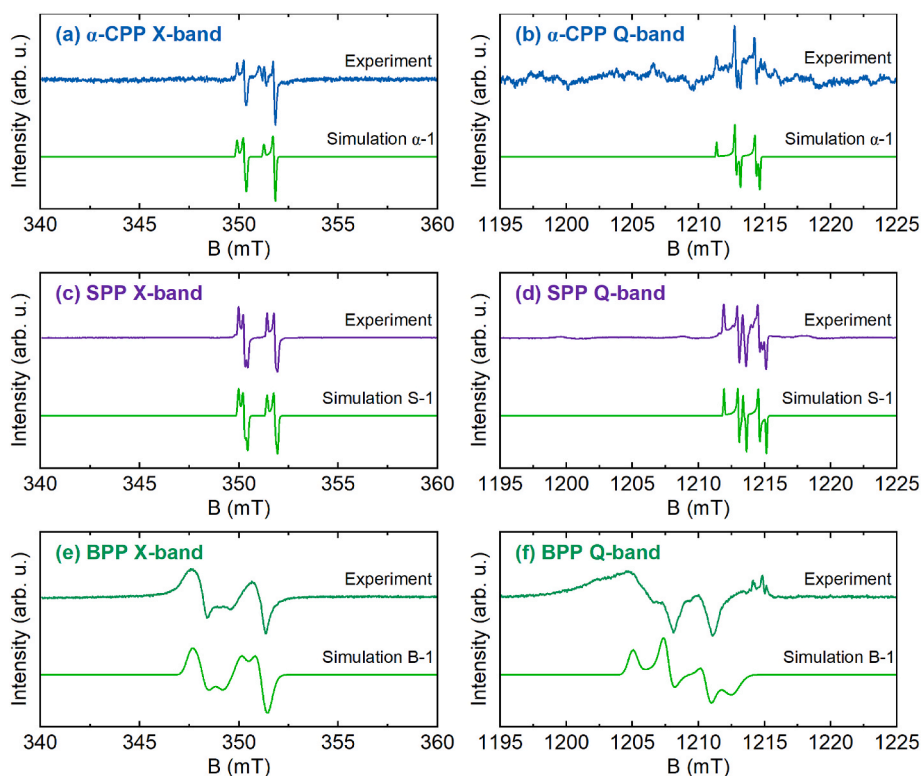 (a) α-CPP X-band
Experiment
Simulation α-1
Intensity (arb. u.)
340 345 350 355 360
B (mT)
(b) α-CPP Q-band
Experiment
Simulation α-1
Intensity (arb. u.)
1195 1200 1205 1210 1215 1220 1225
B (mT)
(c) SPP X-band
Experiment
Simulation S-1
Intensity (arb. u.)
340 345 350 355 360
B (mT)
(d) SPP Q-band
Experiment
Simulation S-1
Intensity (arb. u.)
1195 1200 1205 1210 1215 1220 1225
B (mT)
(e) BPP X-band
Experiment
Simulation B-1
Intensity (arb. u.)
340 345 350 355 360
B (mT)
(f) BPP Q-band
Experiment
Simulation B-1
Intensity (arb. u.)
1195 1200 1205 1210 1215 1220 1225
B (mT)